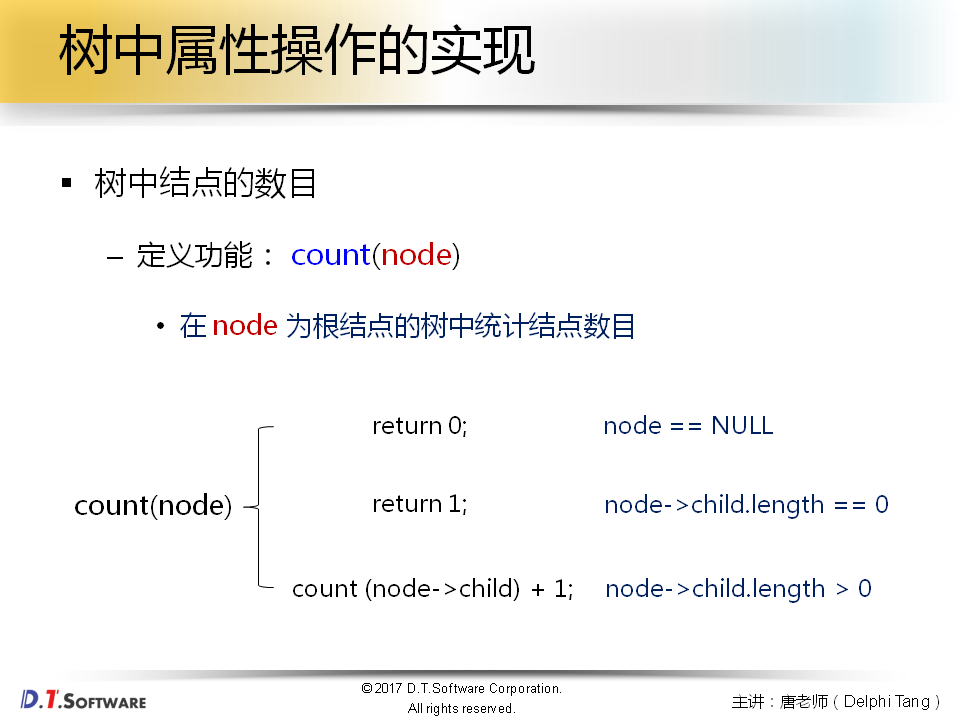 树中属性操作的实现
▪ 树中结点的数目
– 定义功能：count(node)
• 在 node 为根结点的树中统计结点数目
return 0; node == NULL
count(node) return 1; node->child.length == 0
count (node->child) + 1; node->child.length > 0
D.T.SOFTWARE
©2017 D.T.Software Corporation.
All rights reserved.
主讲：唐老师（Delphi Tang）